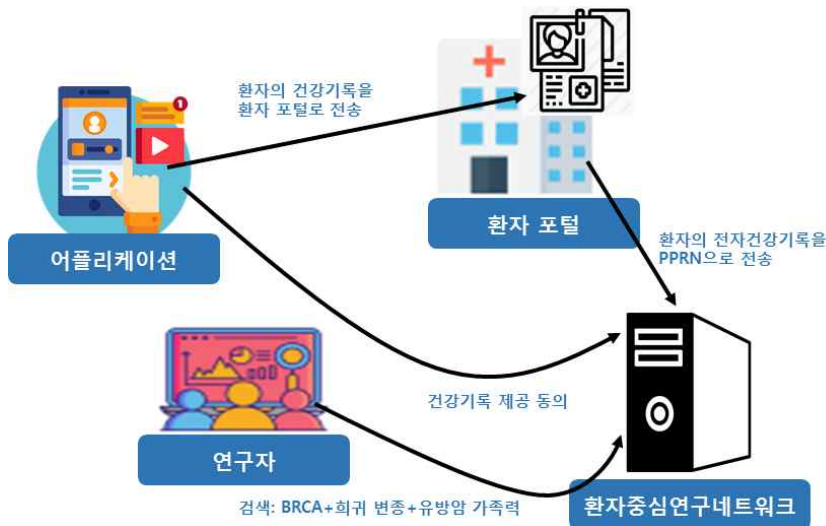 환자의 건강기록을
환자 포털로 전송
1
환자 포털
어플리케이션
환자의 전자건강기록을
PPRN으로 전송
건강기록 제공 동의
연구자
검색: BRCA+희귀 변종+유방암 가족력
환자중심연구네트워크